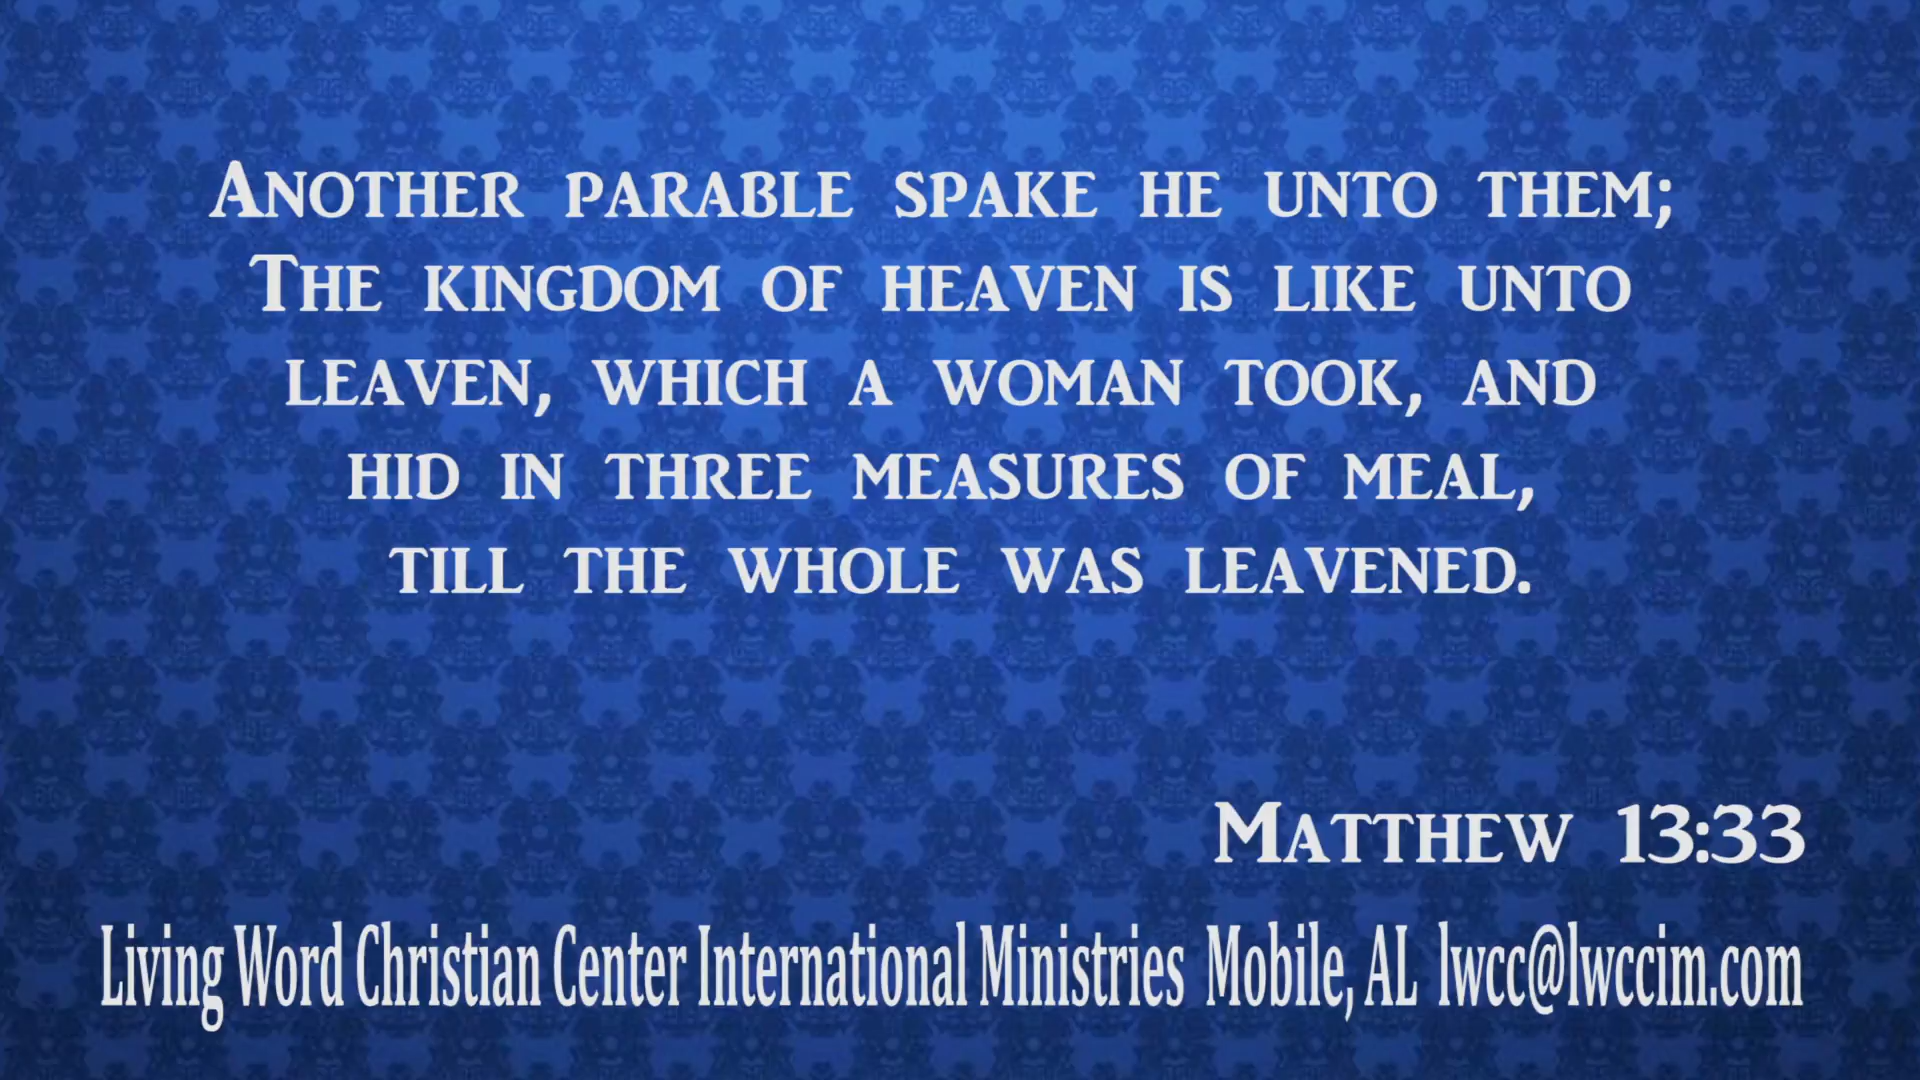 Another parable spake he unto them;
The kingdom of heaven is like unto
leaven, which a woman took, and
hid in three measures of meal,
till the whole was leavened.
Matthew 13:33
Living Word Christian Center International Ministries Mobile, AL lwcc@lwccim.com